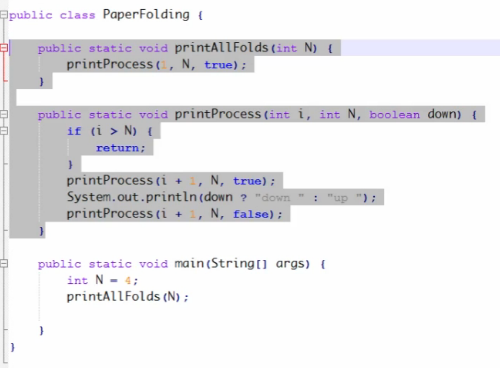 public class PaperFolding {
public static void printAllFolds(int N) {
printProcess(1, N, true);
}
public static void printProcess(int i, int N, boolean down) {
if (i > N) {
return;
}
printProcess(i + 1, N, true);
System.out.println(down ? "down " : "up ");
printProcess(i + 1, N, false);
}
public static void main(String[] args) {
int N = 4;
printAllFolds(N);
}
}